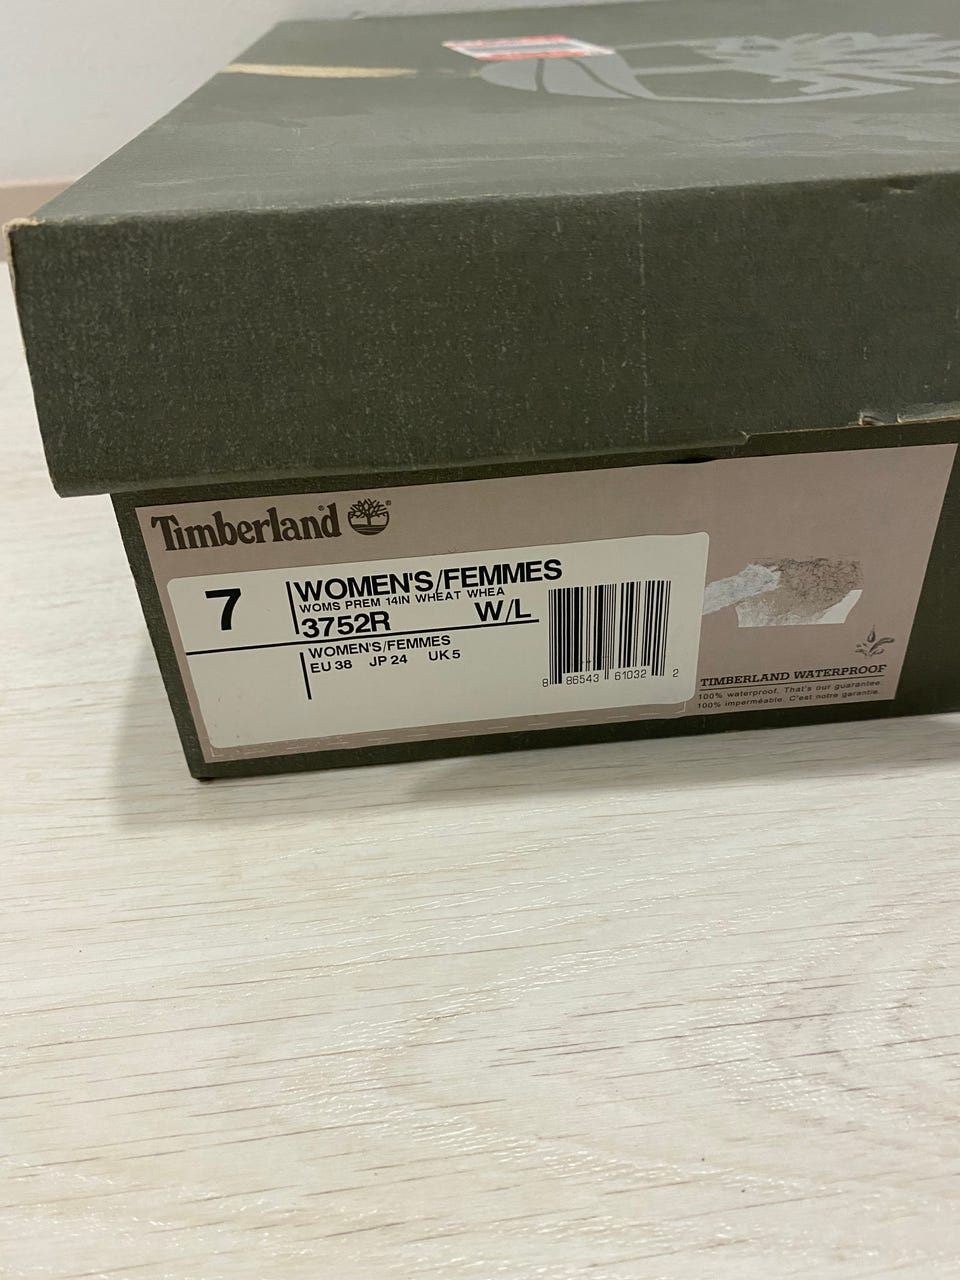 Timberland ®
7
WOMEN'S/FEMMES
WOMS PREM 14IN WHEAT WHEA
3752R W/L
WOMEN'S/FEMMES
EU 38 JP 24 UK 5
8 86543 61032 2
TIMBERLAND WATERPROOF
100% waterproof. That's our guarantee.
100% imperméable. C'est notre garantie.